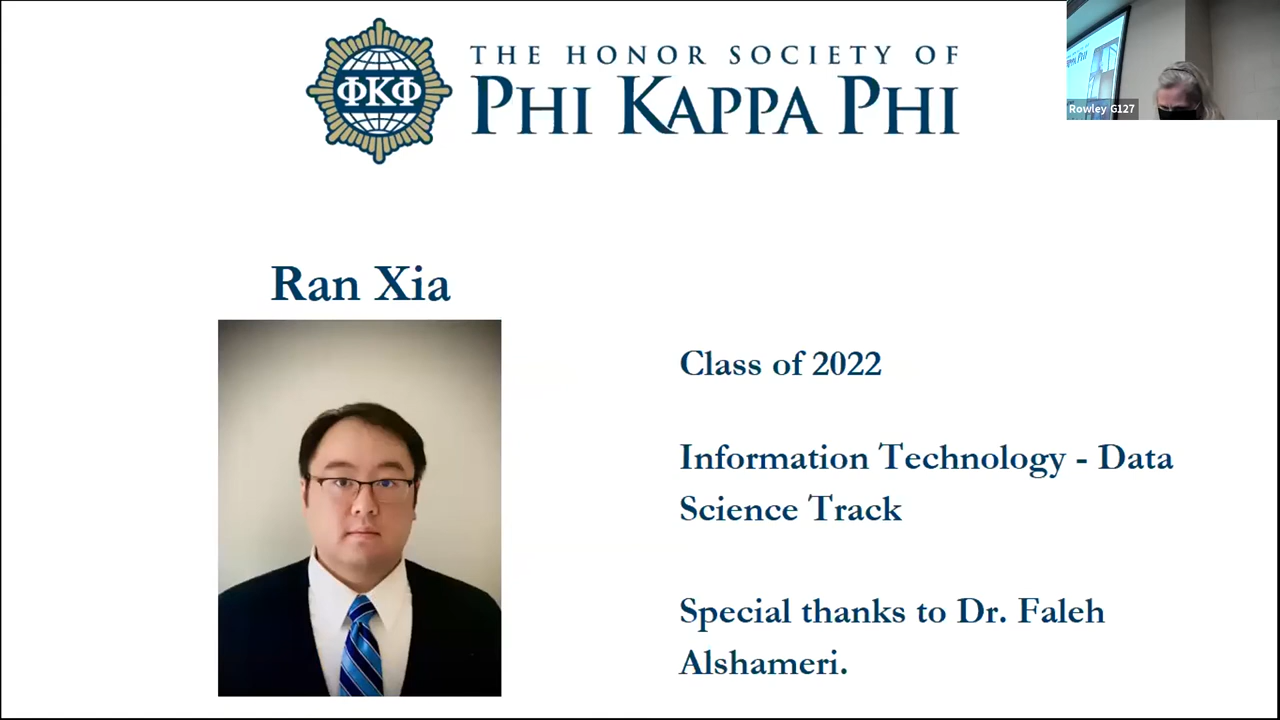 THE HONOR SOCIETY OF
ΦΚΦ
PHI KAPPA PHI
Rowley G127
Ran Xia
Class of 2022
Information Technology - Data
Science Track
Special thanks to Dr. Faleh
Alshameri.